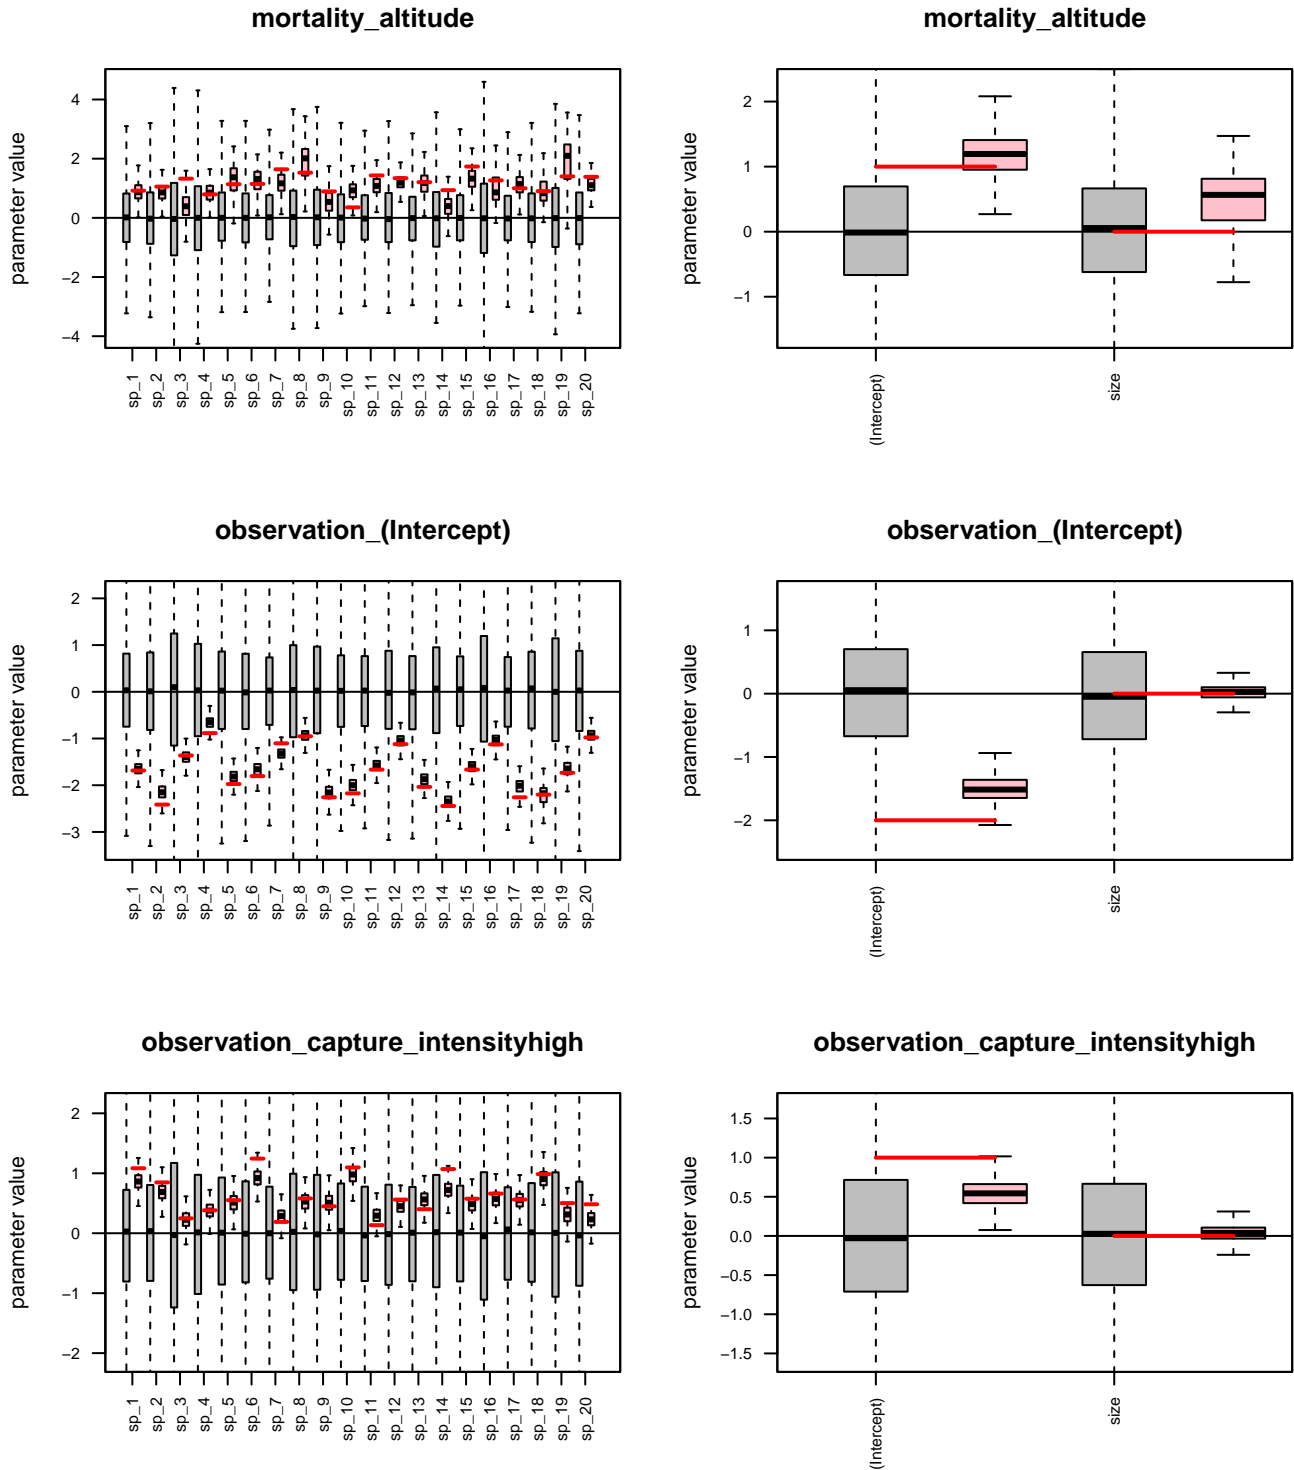 mortality_altitude
parameter value
4
2
0
−2
−4
sp_1
sp_2
sp_3
sp_4
sp_5
sp_6
sp_7
sp_8
sp_9
sp_10
sp_11
sp_12
sp_13
sp_14
sp_15
sp_16
sp_17
sp_18
sp_19
sp_20
mortality_altitude
parameter value
2
1
0
−1
(Intercept)
size
observation_(Intercept)
parameter value
2
1
0
−1
−2
−3
sp_1
sp_2
sp_3
sp_4
sp_5
sp_6
sp_7
sp_8
sp_9
sp_10
sp_11
sp_12
sp_13
sp_14
sp_15
sp_16
sp_17
sp_18
sp_19
sp_20
observation_(Intercept)
parameter value
1
0
−1
−2
(Intercept)
size
observation_capture_intensityhigh
parameter value
2
1
0
−1
−2
sp_1
sp_2
sp_3
sp_4
sp_5
sp_6
sp_7
sp_8
sp_9
sp_10
sp_11
sp_12
sp_13
sp_14
sp_15
sp_16
sp_17
sp_18
sp_19
sp_20
observation_capture_intensityhigh
parameter value
1.5
1.0
0.5
0.0
−0.5
−1.0
−1.5
(Intercept)
size